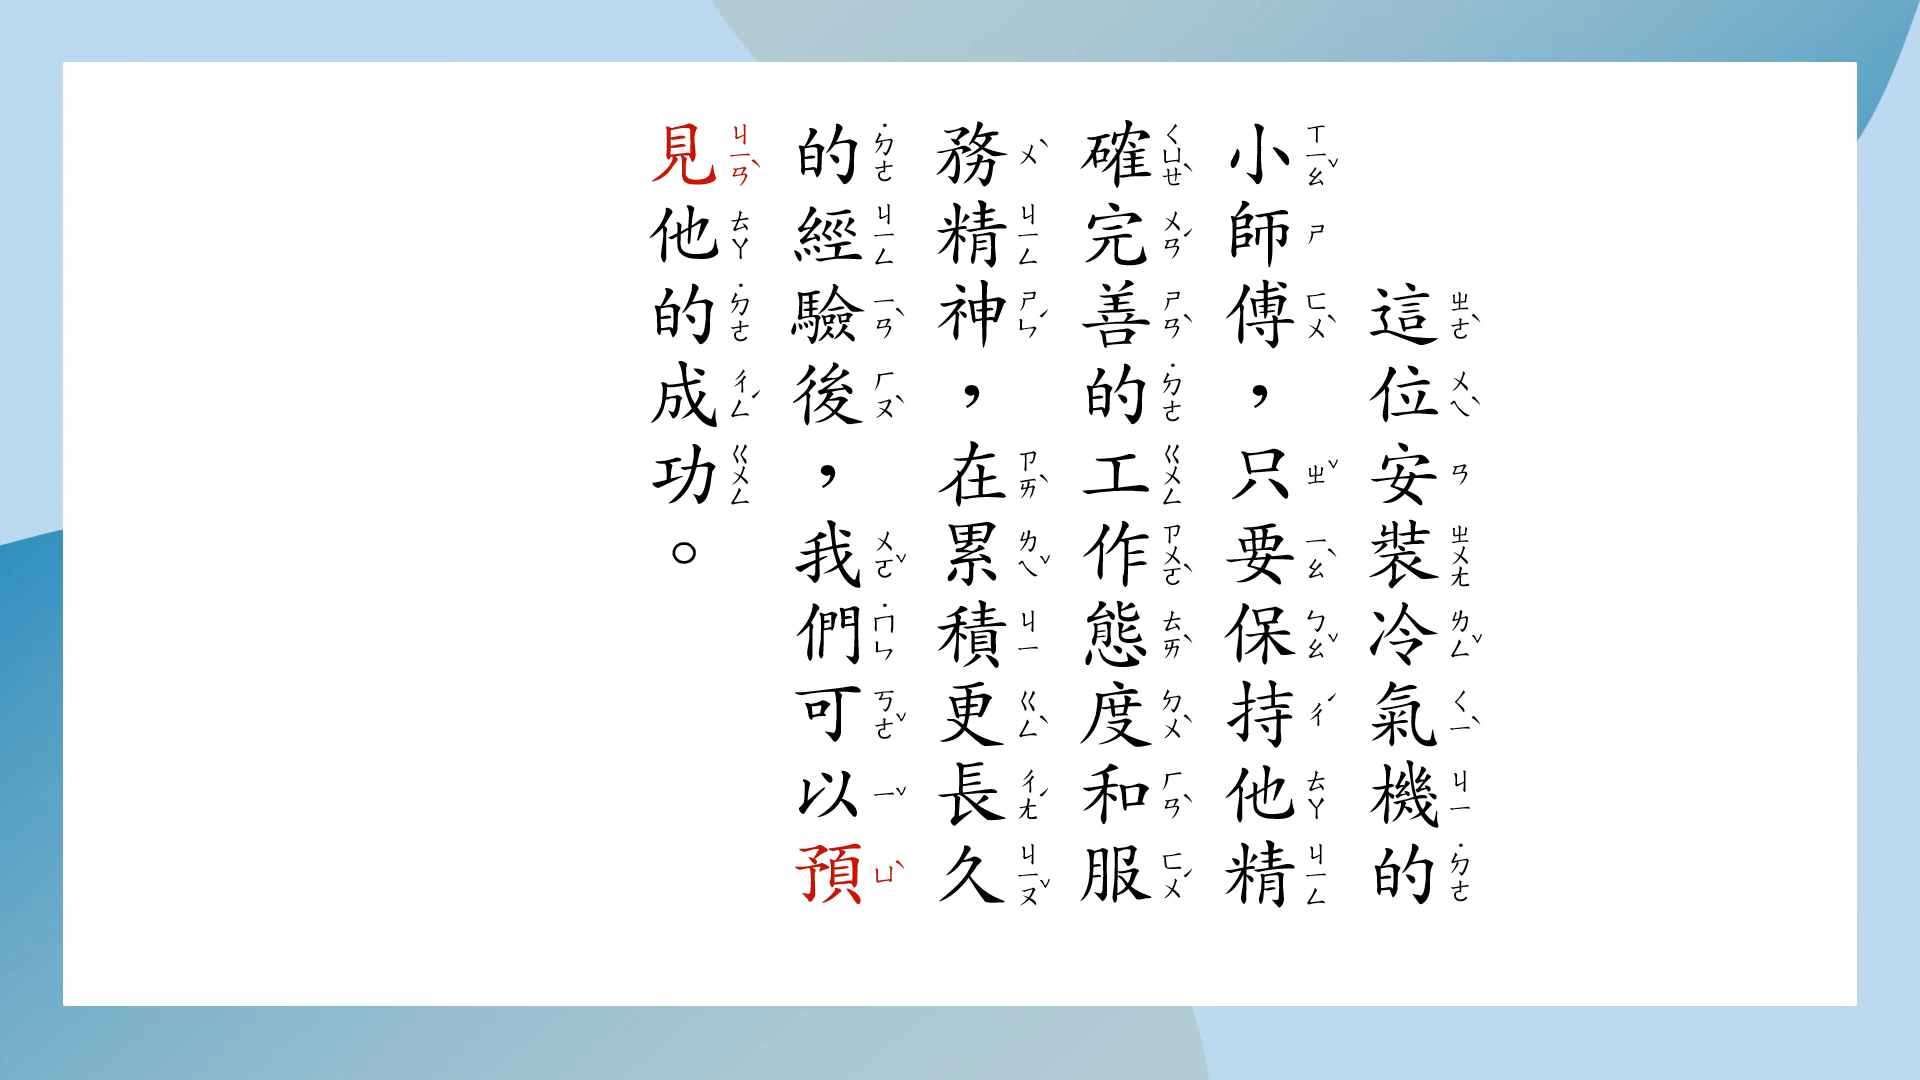 這位安裝冷氣機的
小師傅，只要保持他精
確完善的工作態度和服
務精神，在累積更長久
的經驗後，我們可以預
見他的成功。